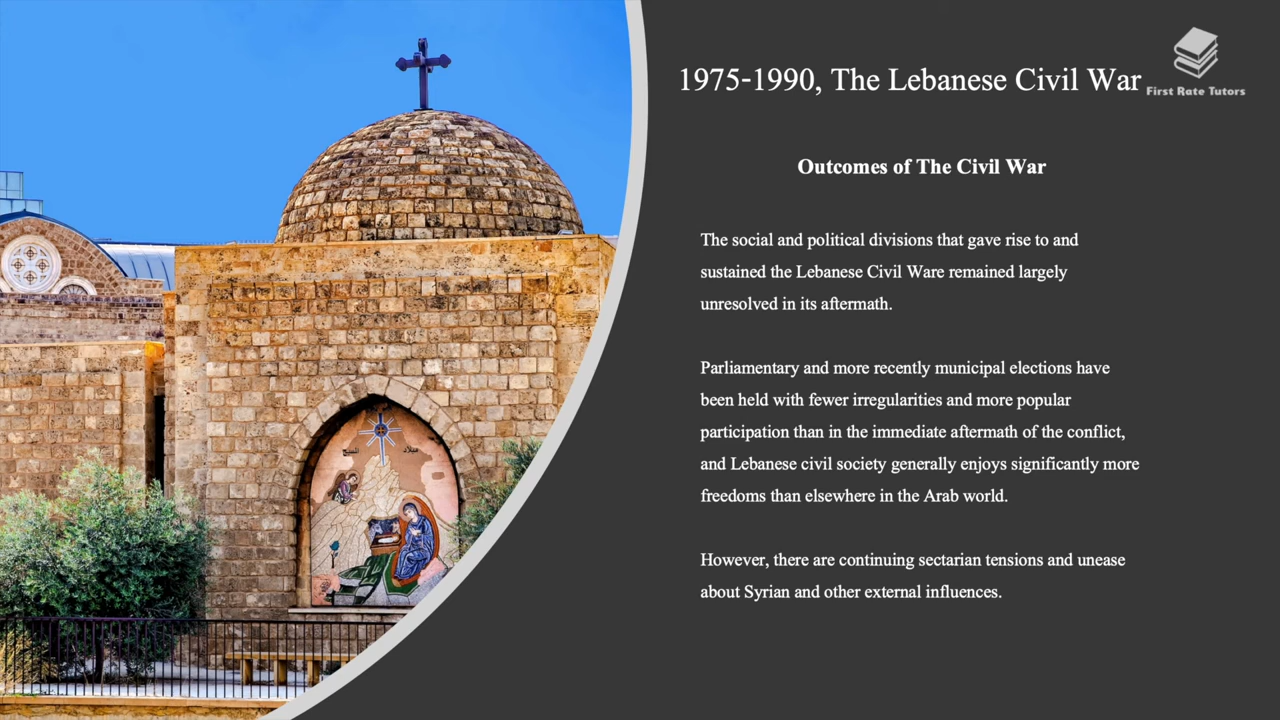 1975-1990, The Lebanese Civil War
First Rate Tutors
Outcomes of The Civil War
The social and political divisions that gave rise to and
sustained the Lebanese Civil Ware remained largely
unresolved in its aftermath.
Parliamentary and more recently municipal elections have
been held with fewer irregularities and more popular
participation than in the immediate aftermath of the conflict,
and Lebanese civil society generally enjoys significantly more
freedoms than elsewhere in the Arab world.
However, there are continuing sectarian tensions and unease
about Syrian and other external influences.
ميلاد المسيح